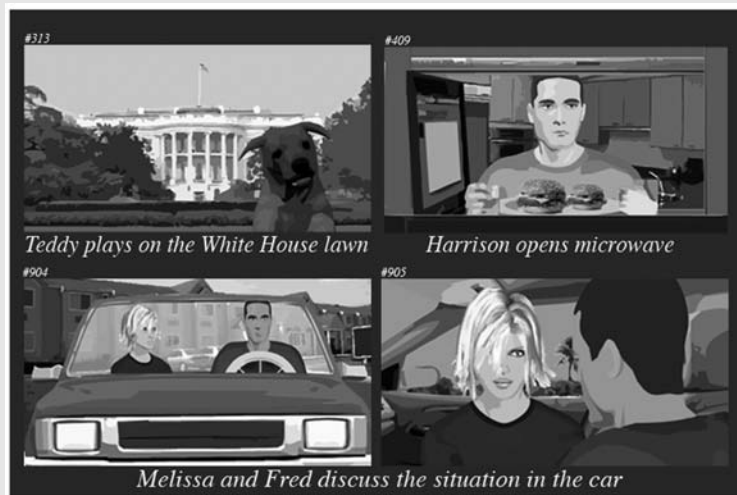 #313
#409
Teddy plays on the White House lawn
Harrison opens microwave
#904
#905
Melissa and Fred discuss the situation in the car